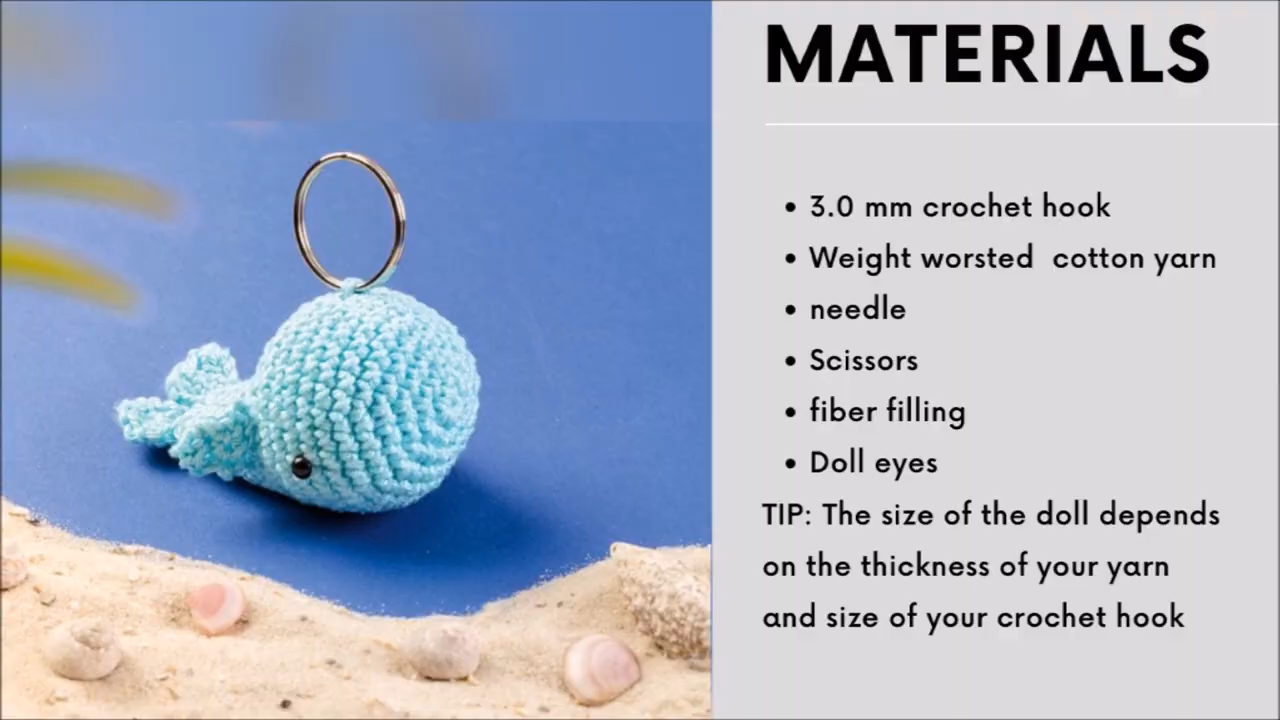 MATERIALS
• 3.0 mm crochet hook
• Weight worsted  cotton yarn
• needle
• Scissors
• fiber filling
• Doll eyes
TIP: The size of the doll depends
on the thickness of your yarn
and size of your crochet hook